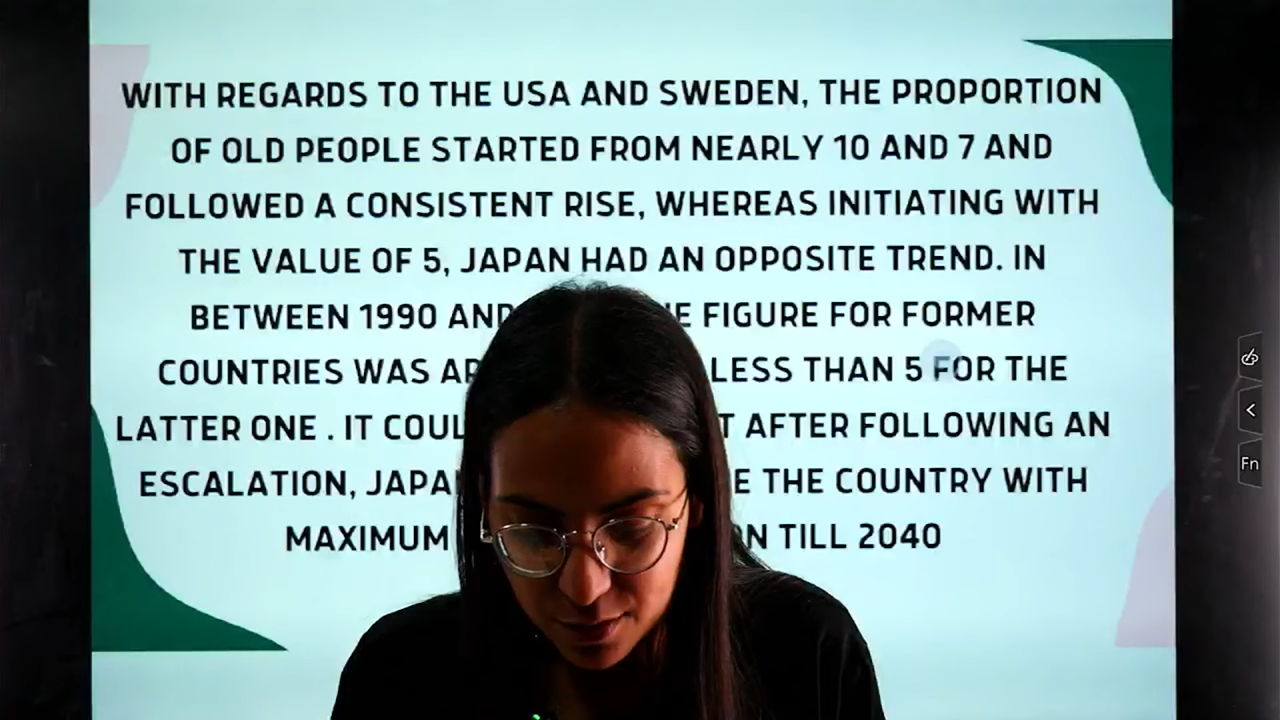 WITH REGARDS TO THE USA AND SWEDEN, THE PROPORTION
OF OLD PEOPLE STARTED FROM NEARLY 10 AND 7 AND
FOLLOWED A CONSISTENT RISE, WHEREAS INITIATING WITH
THE VALUE OF 5, JAPAN HAD AN OPPOSITE TREND. IN
BETWEEN 1990 AND FIGURE FOR FORMER
COUNTRIES WAS LESS THAN 5 FOR THE
LATTER ONE . IT AFTER FOLLOWING AN
ESCALATION, THE COUNTRY WITH
MAXIMUM TILL 2040
Fn